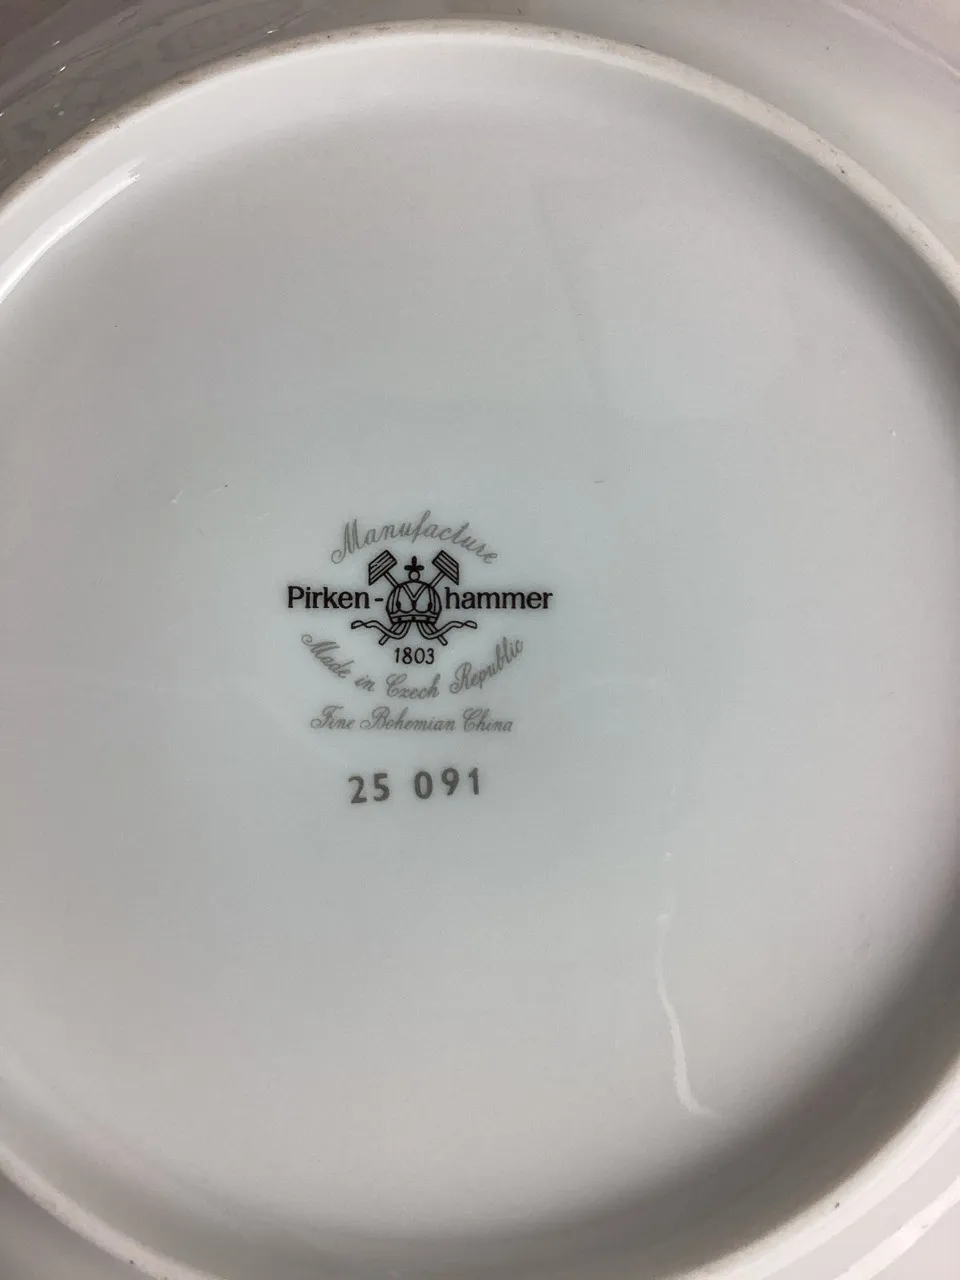 Manufacture
Pirken-hammer
1803
Made in Czech Republic
Fine Bohemian China
25 091